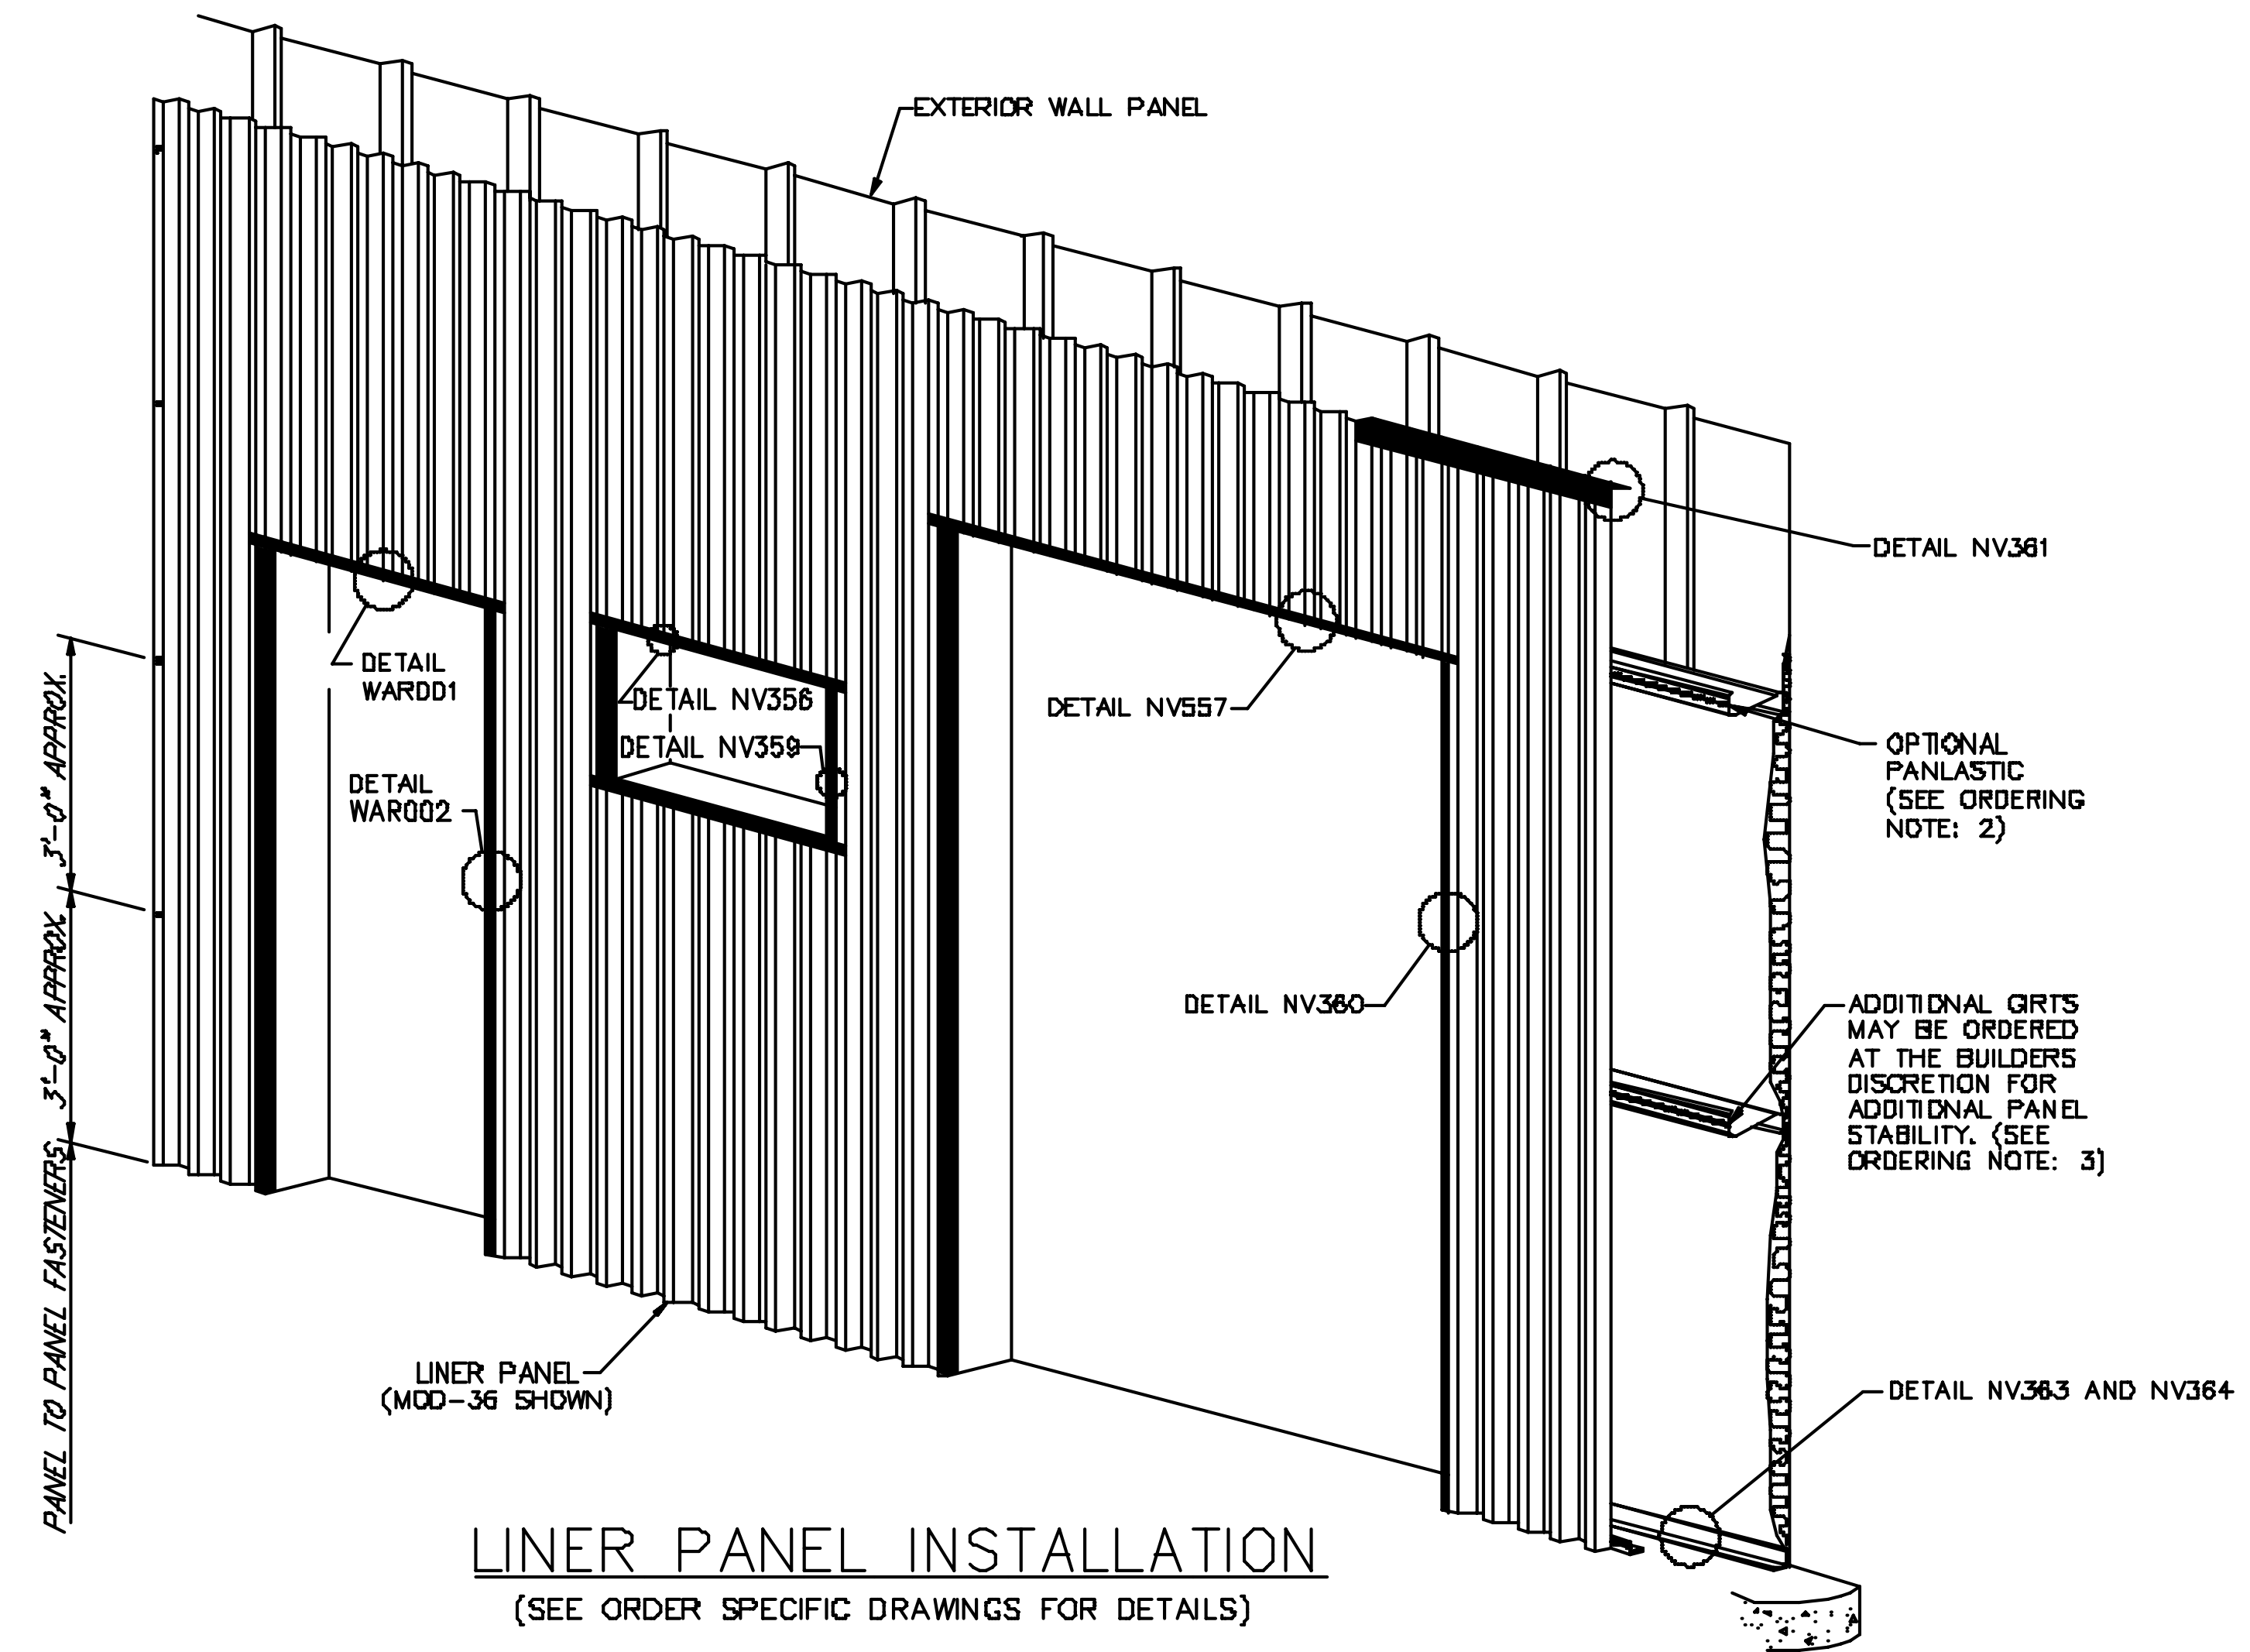 EXTERIOR WALL PANEL
DETAIL NV361
DETAIL
WAR001
DETAIL NV356
DETAIL NV359
DETAIL NV557
OPTIONAL
PANLASTIC
(SEE ORDERING
NOTE: 2)
DETAIL
WAR002
3'-0" APPROX.
3'-0" APPROX.
PANEL TO PANEL FASTENERS
DETAIL NV360
ADDITIONAL GIRTS
MAY BE ORDERED
AT THE BUILDERS
DISCRETION FOR
ADDITIONAL PANEL
STABILITY. (SEE
ORDERING NOTE: 3)
LINER PANEL
(MOD-36 SHOWN)
DETAIL NV363 AND NV364
LINER PANEL INSTALLATION
(SEE ORDER SPECIFIC DRAWINGS FOR DETAILS)